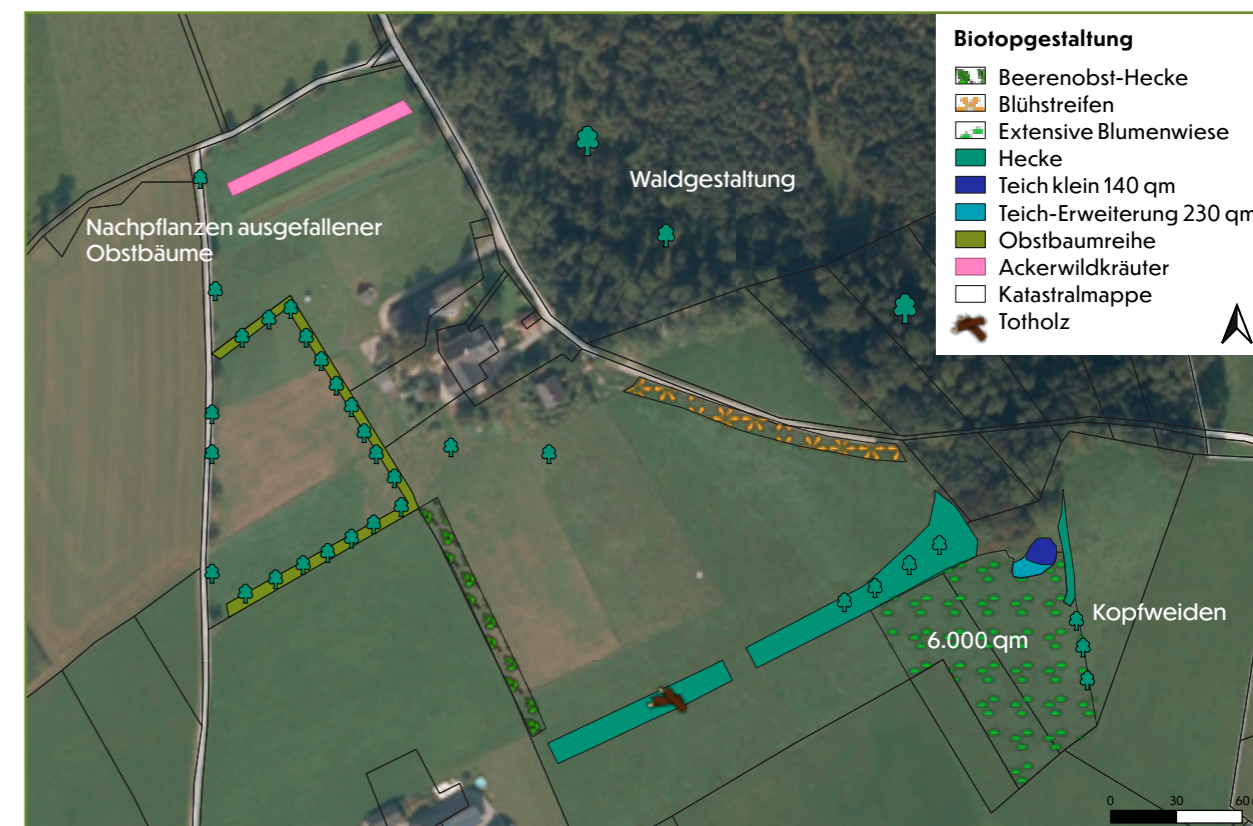 Biotopgestaltung
Beerenobst-Hecke
Blühstreifen
Extensive Blumenwiese
Hecke
Teich klein 140 qm
Teich-Erweiterung 230 qm
Obstbaumreihe
Ackerwildkräuter
Katastralmappe
Totholz
Waldgestaltung
Nachpflanzen ausgefallener
Obstbäume
Kopfweiden
6.000 qm
0 30 60